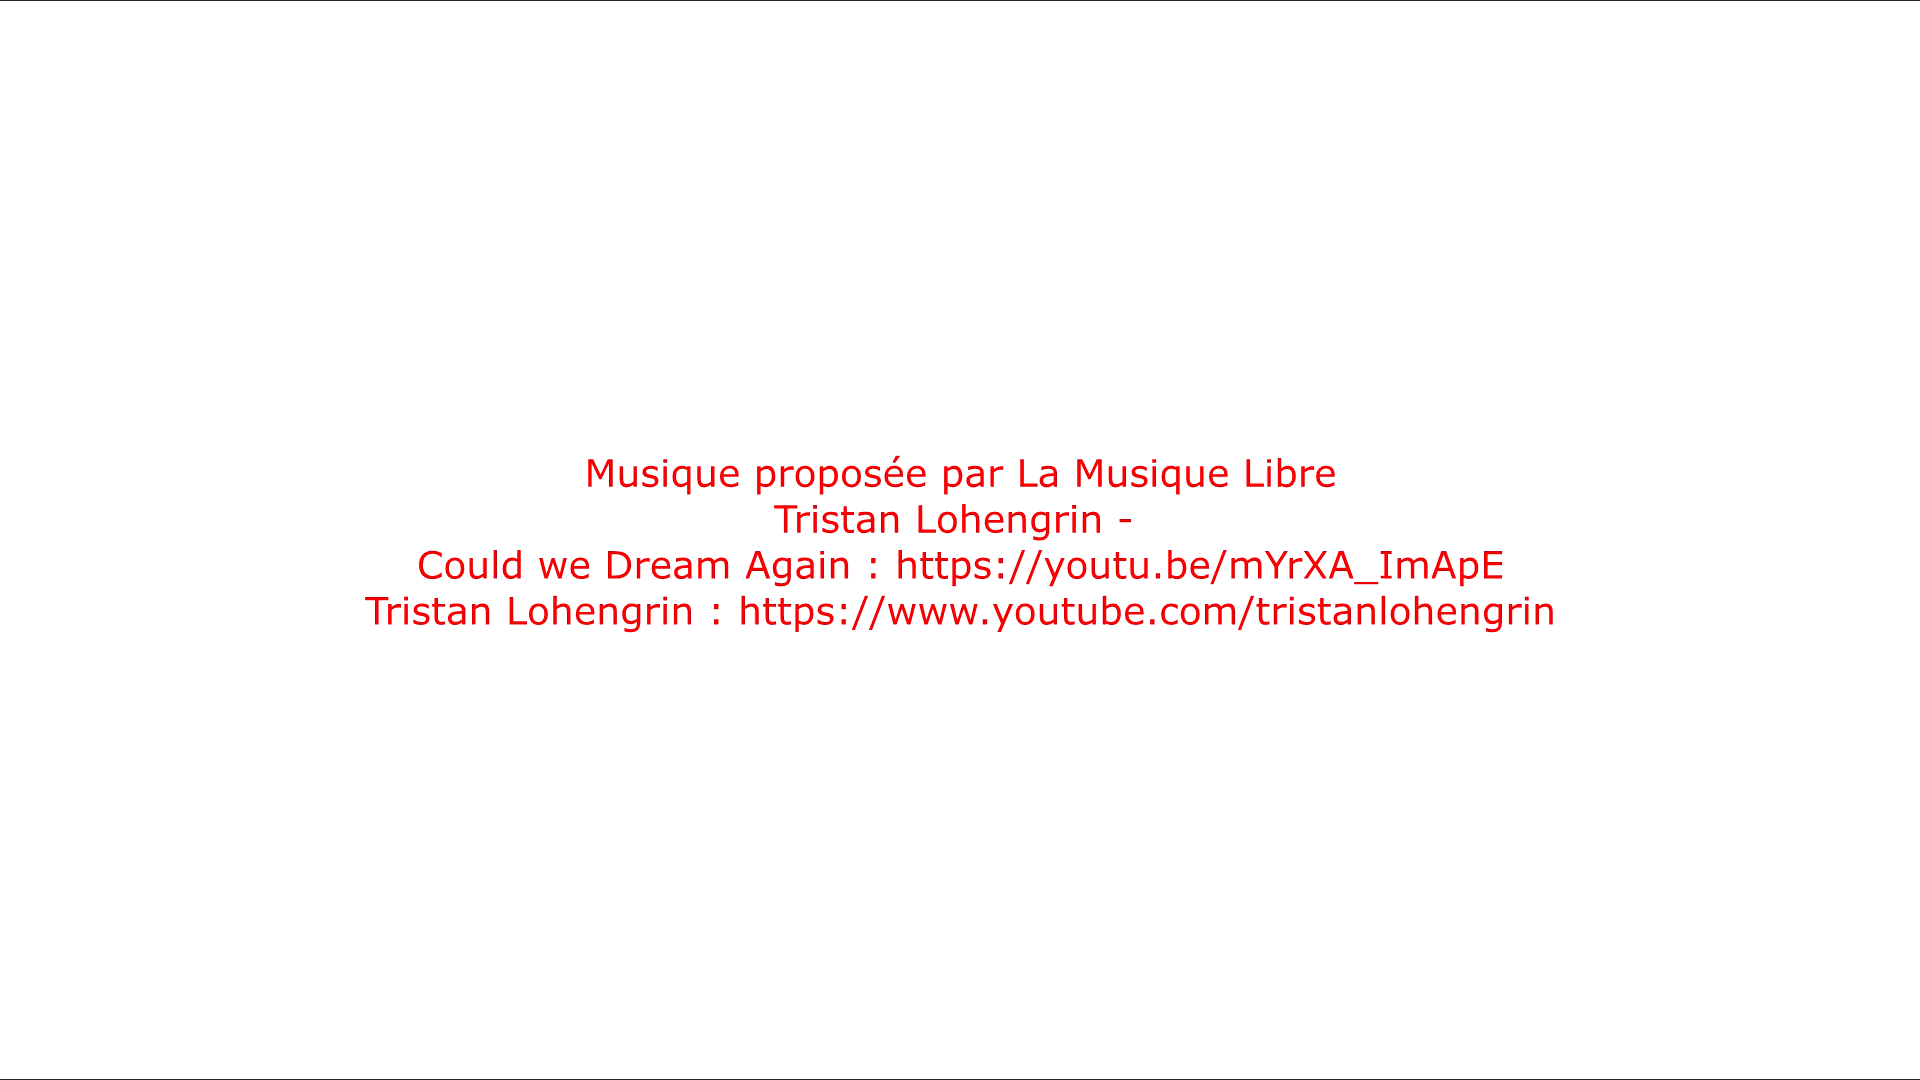 Musique proposée par La Musique Libre
Tristan Lohengrin -
Could we Dream Again : https://youtu.be/mYrXA_ImApE
Tristan Lohengrin : https://www.youtube.com/tristanlohengrin